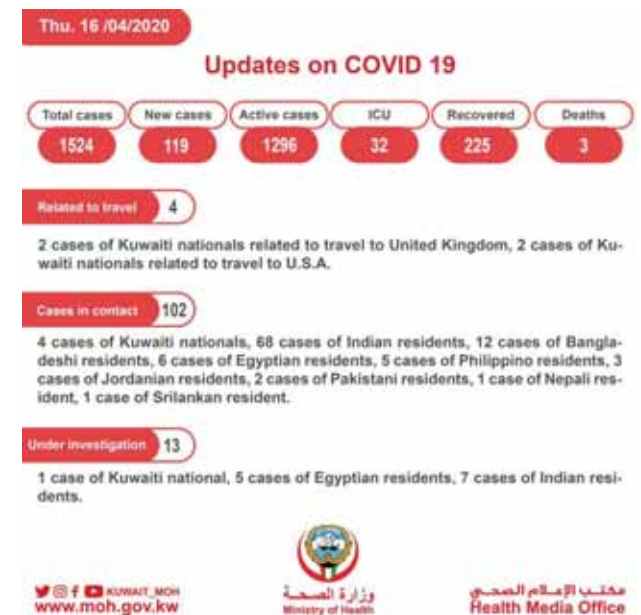 Thu. 16 /04/2020
Updates on COVID 19
Total cases New cases Active cases ICU Recovered Deaths
1524 119 1296 32 225 3
Related to travel 4
2 cases of Kuwaiti nationals related to travel to United Kingdom, 2 cases of Ku-
waiti nationals related to travel to U.S.A.
Cases in contact 102
4 cases of Kuwaiti nationals, 68 cases of Indian residents, 12 cases of Bangla-
deshi residents, 6 cases of Egyptian residents, 5 cases of Philippino residents, 3
cases of Jordanian residents, 2 cases of Pakistani residents, 1 case of Nepali res-
ident, 1 case of Srilankan resident.
Under investigation 13
1 case of Kuwaiti national, 5 cases of Egyptian residents, 7 cases of Indian resi-
dents.
KUWAIT_MOH
www.moh.gov.kw
وزارة الصحة
Ministry of Health
مكتب الإعلام الصحي
Health Media Office